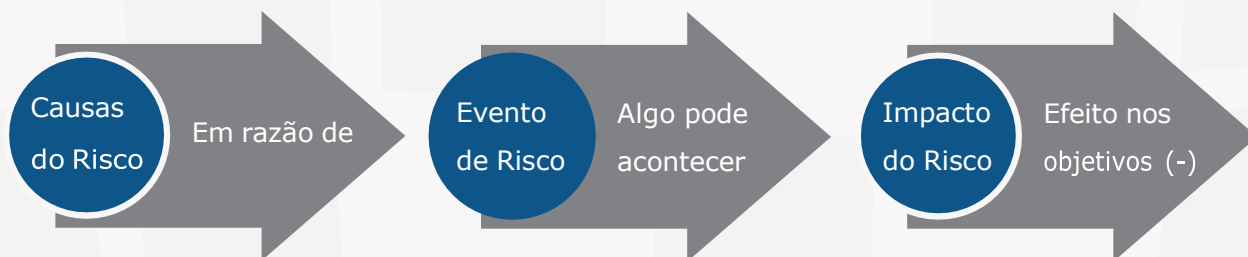 Causas
do Risco
Em razão de
Evento
de Risco
Algo pode
acontecer
Impacto
do Risco
Efeito nos
objetivos (-)